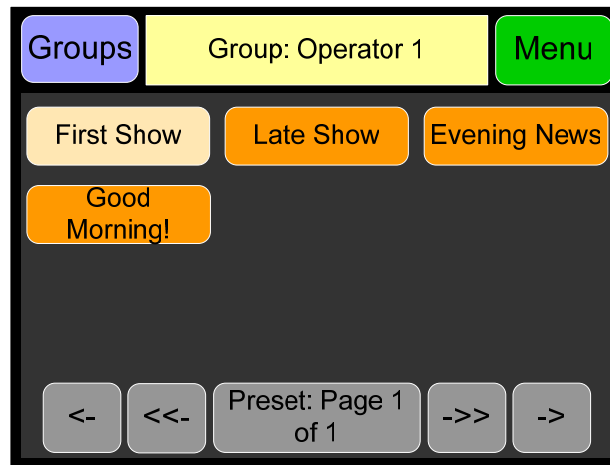 Groups
Group: Operator 1
Menu
First Show
Late Show
Evening News
Good
Morning!
<-
<<-
Preset: Page 1
of 1
->>
->